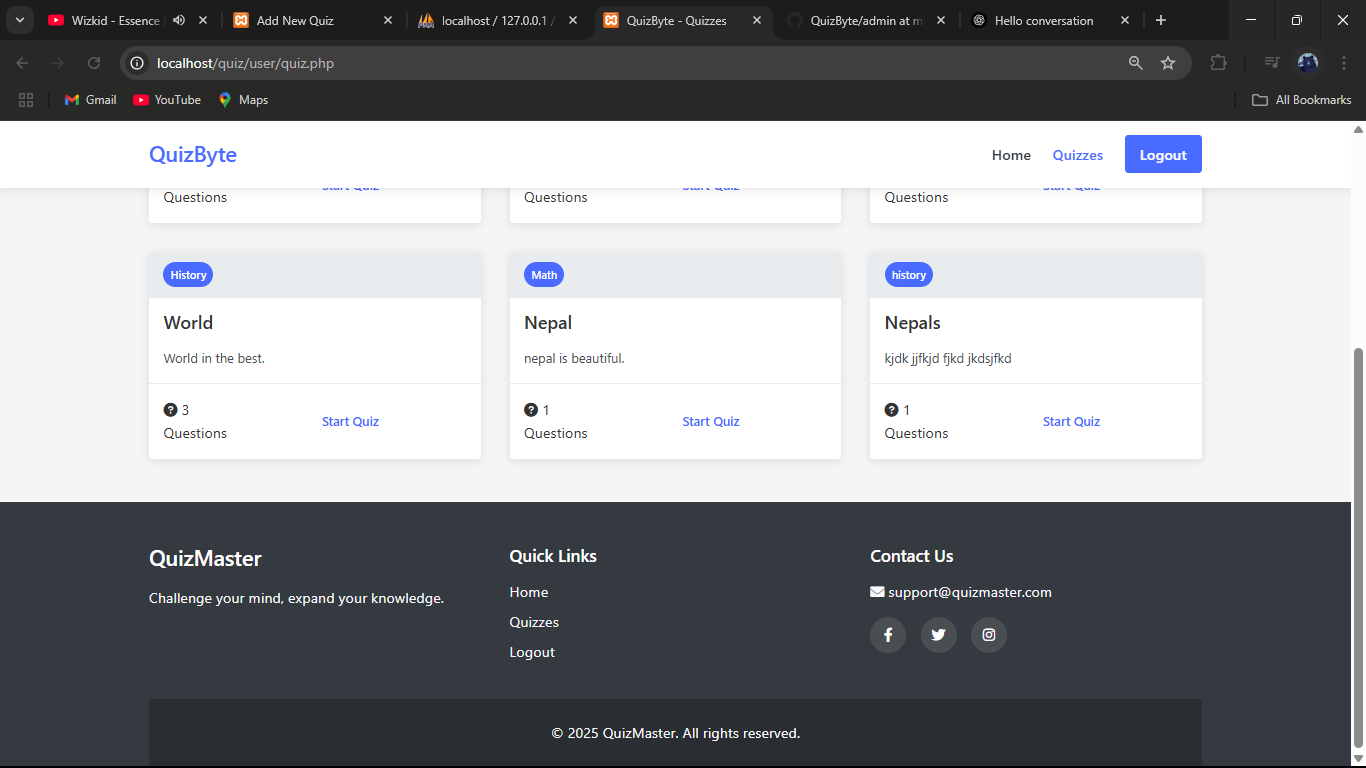 Wizkid - Essence
Add New Quiz
localhost / 127.0.0.1 /
QuizByte - Quizzes
QuizByte/admin at m
Hello conversation
localhost/quiz/user/quiz.php
Gmail
YouTube
Maps
All Bookmarks
QuizByte
Home
Quizzes
Logout
Start Quiz
Start Quiz
Start Quiz
Questions
Questions
Questions
History
Math
history
World
Nepal
Nepals
World in the best.
nepal is beautiful.
kjdk jjfkjd fjkd jkdsjfkd
? 3
Questions
Start Quiz
? 1
Questions
Start Quiz
? 1
Questions
Start Quiz
QuizMaster
Challenge your mind, expand your knowledge.
Quick Links
Home
Quizzes
Logout
Contact Us
support@quizmaster.com
© 2025 QuizMaster. All rights reserved.